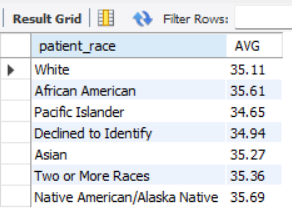 Result Grid Filter Rows:
patient_race AVG
White 35.11
African American 35.61
Pacific Islander 34.65
Declined to Identify 34.94
Asian 35.27
Two or More Races 35.36
Native American/Alaska Native 35.69